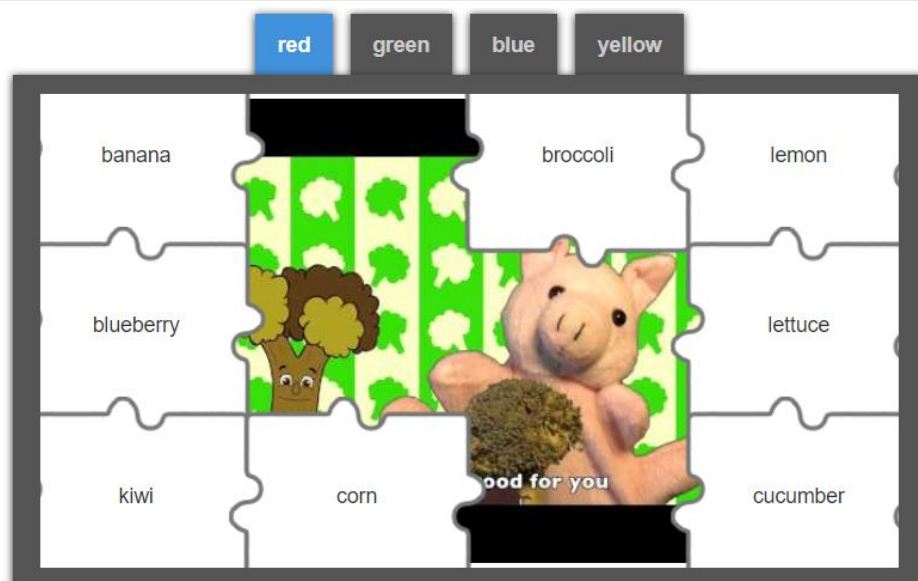 red green blue yellow
banana broccoli lemon
blueberry lettuce
ood for you
kiwi corn cucumber